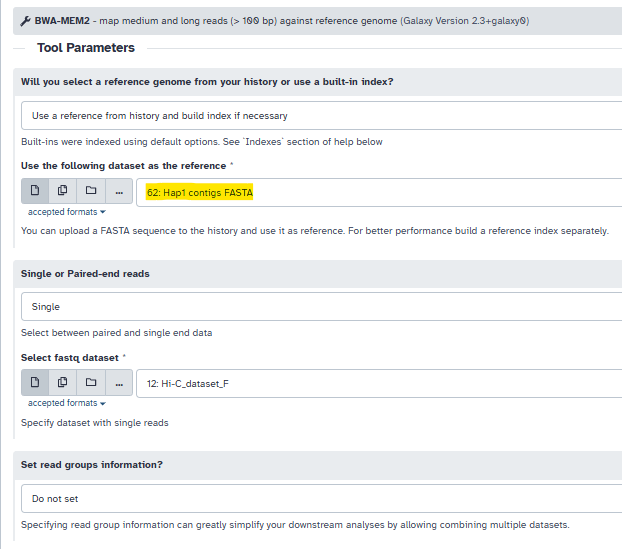 BWA-MEM2 - map medium and long reads (> 100 bp) against reference genome (Galaxy Version 2.3+galaxy0)
Tool Parameters
Will you select a reference genome from your history or use a built-in index?
Use a reference from history and build index if necessary
Built-ins were indexed using default options. See `Indexes` section of help below
Use the following dataset as the reference *
... 62: Hap1 contigs FASTA
accepted formats
You can upload a FASTA sequence to the history and use it as reference. For better performance build a reference index separately.
Single or Paired-end reads
Single
Select between paired and single end data
Select fastq dataset *
... 12: Hi-C_dataset_F
accepted formats
Specify dataset with single reads
Set read groups information?
Do not set
Specifying read group information can greatly simplify your downstream analyses by allowing combining multiple datasets.